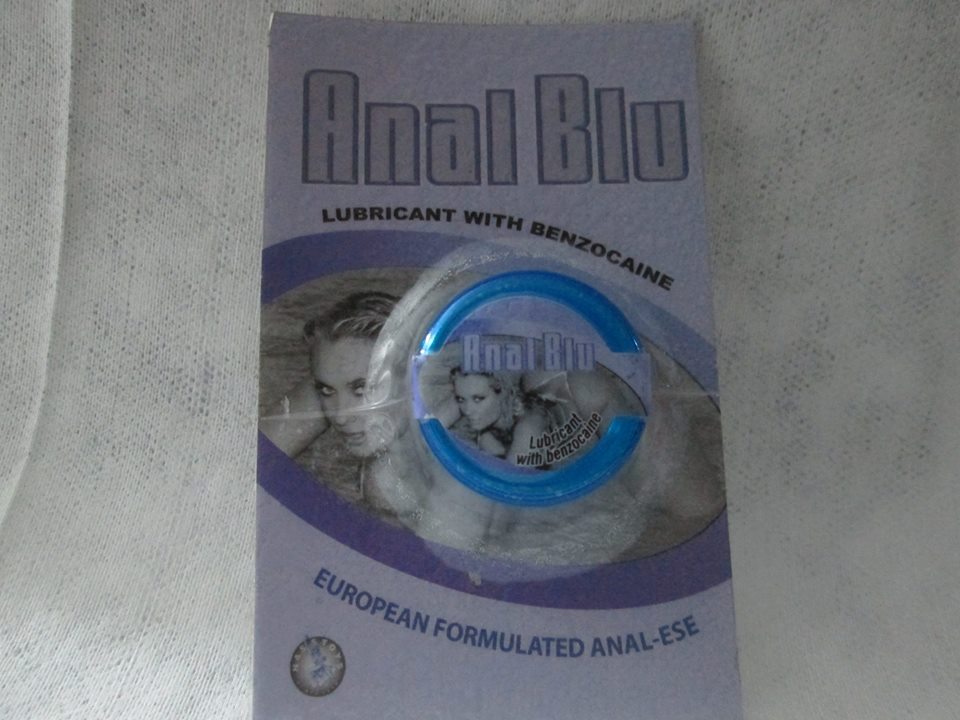 Anal Blu
LUBRICANT WITH BENZOCAINE
Anal Blu
Lubricant
with benzocaine
EUROPEAN FORMULATED ANAL-ESE